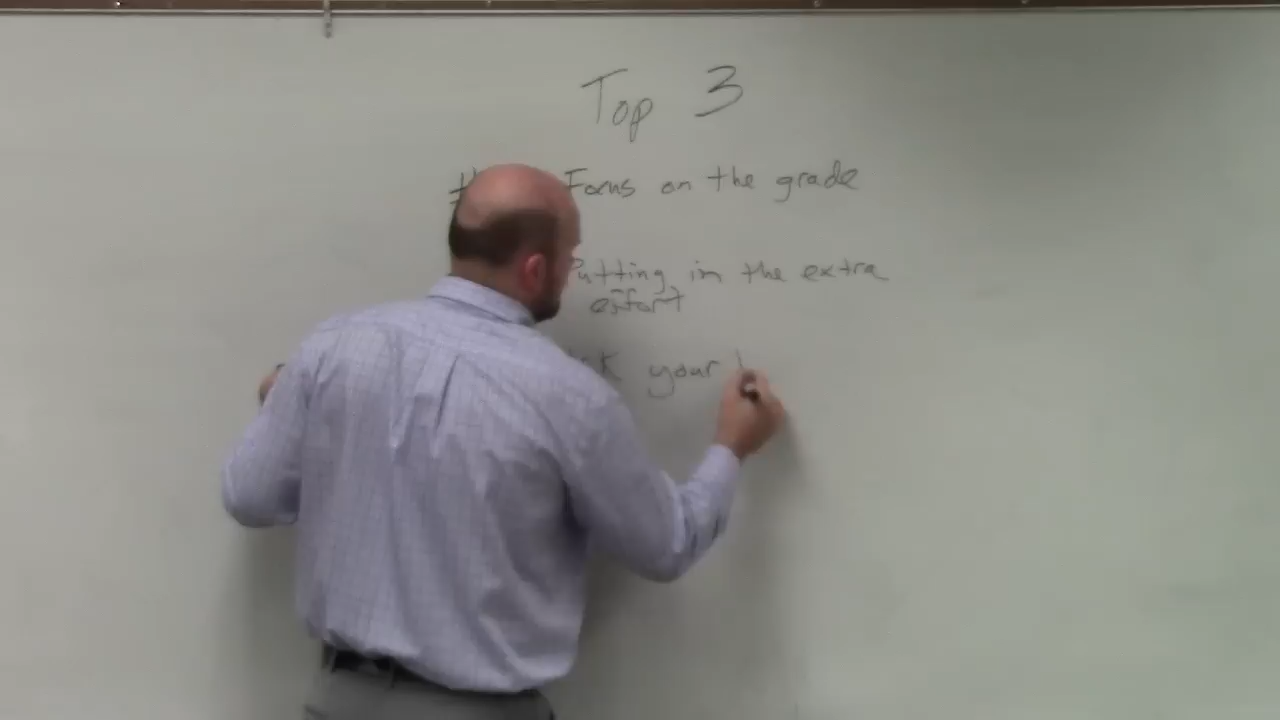 Top 3
# Focus on the grade
Putting in the extra
effort
your